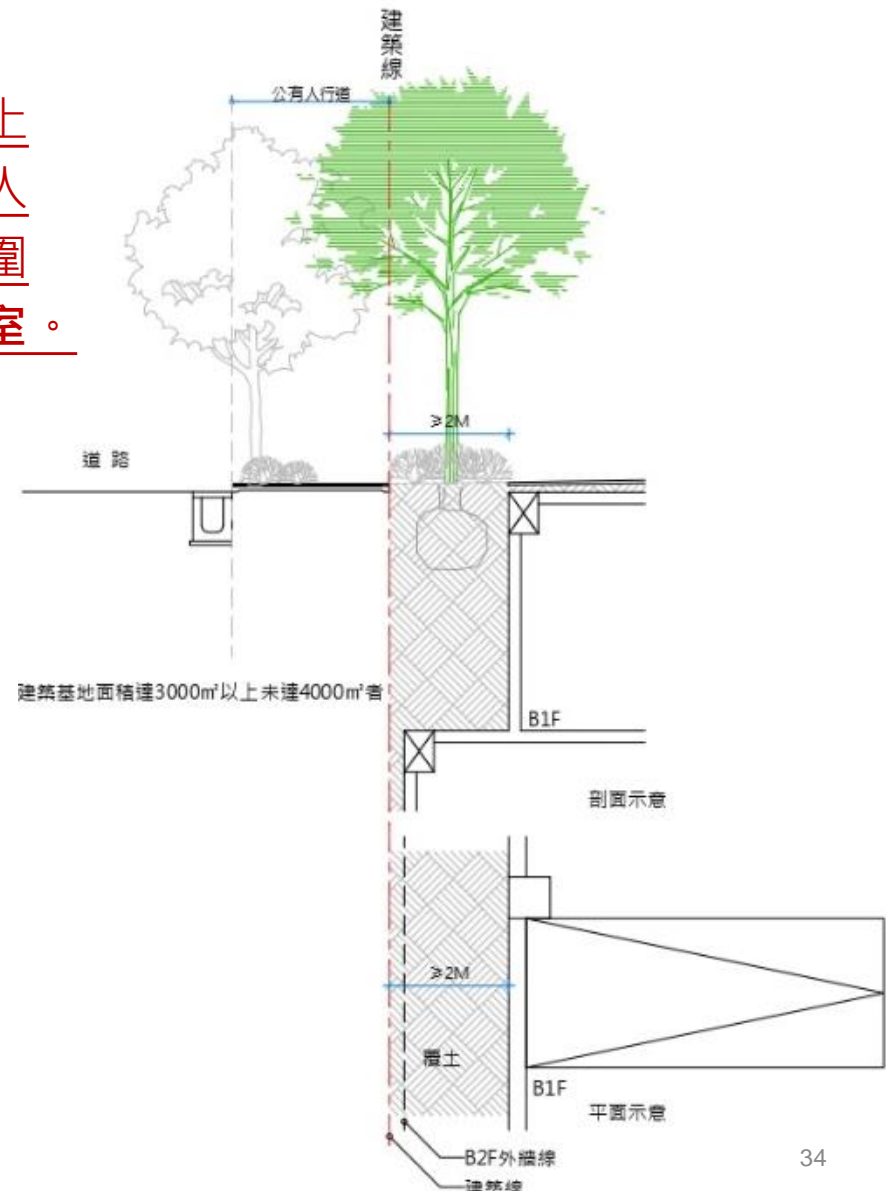 建築線
公有人行道
上
人
圍
室。
≥2M
道 路
建築基地面積達3000㎡以上未達4000㎡者
B1F
剖面示意
≥2M
覆土
B1F
平面示意
B2F外牆線
建築線
34